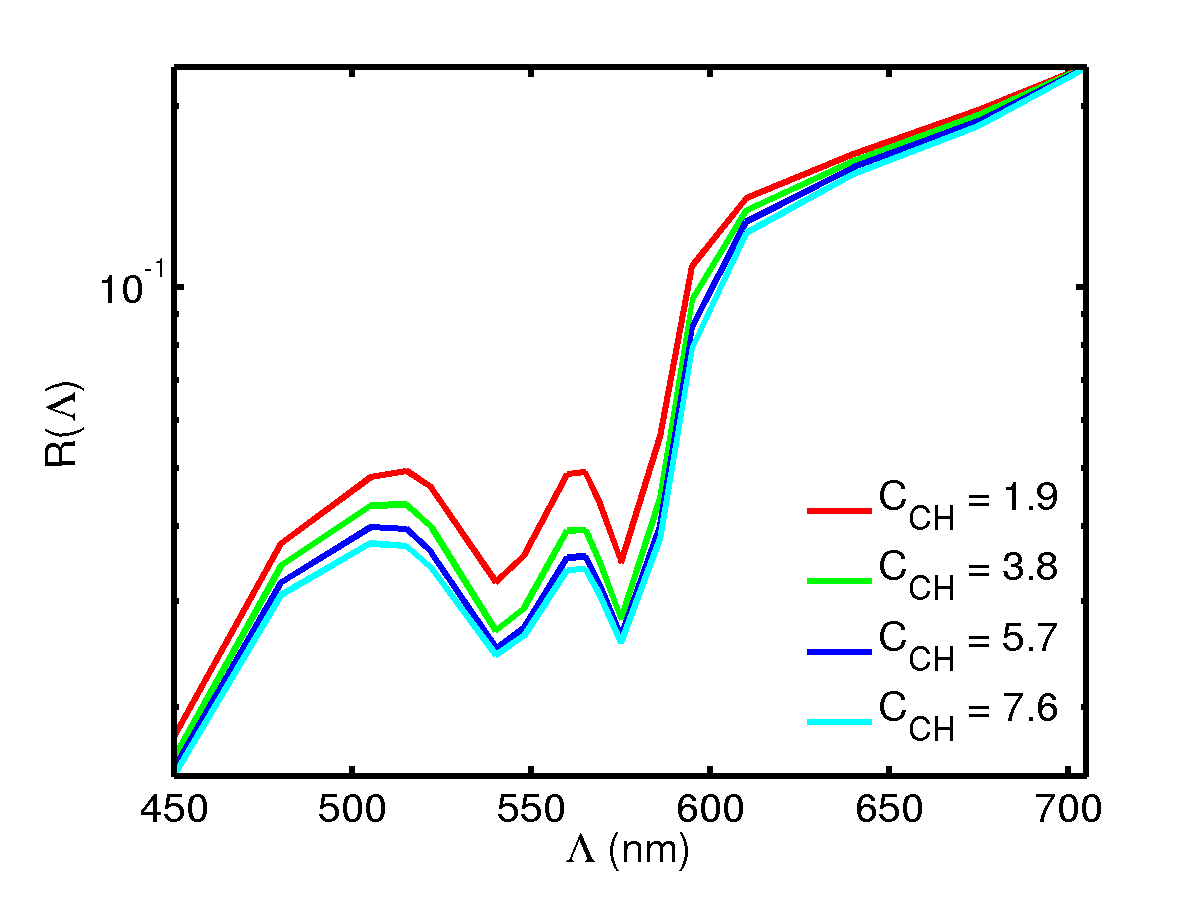 10^-1
R(Λ)
C_CH = 1.9
C_CH = 3.8
C_CH = 5.7
C_CH = 7.6
450 500 550 600 650 700
Λ (nm)